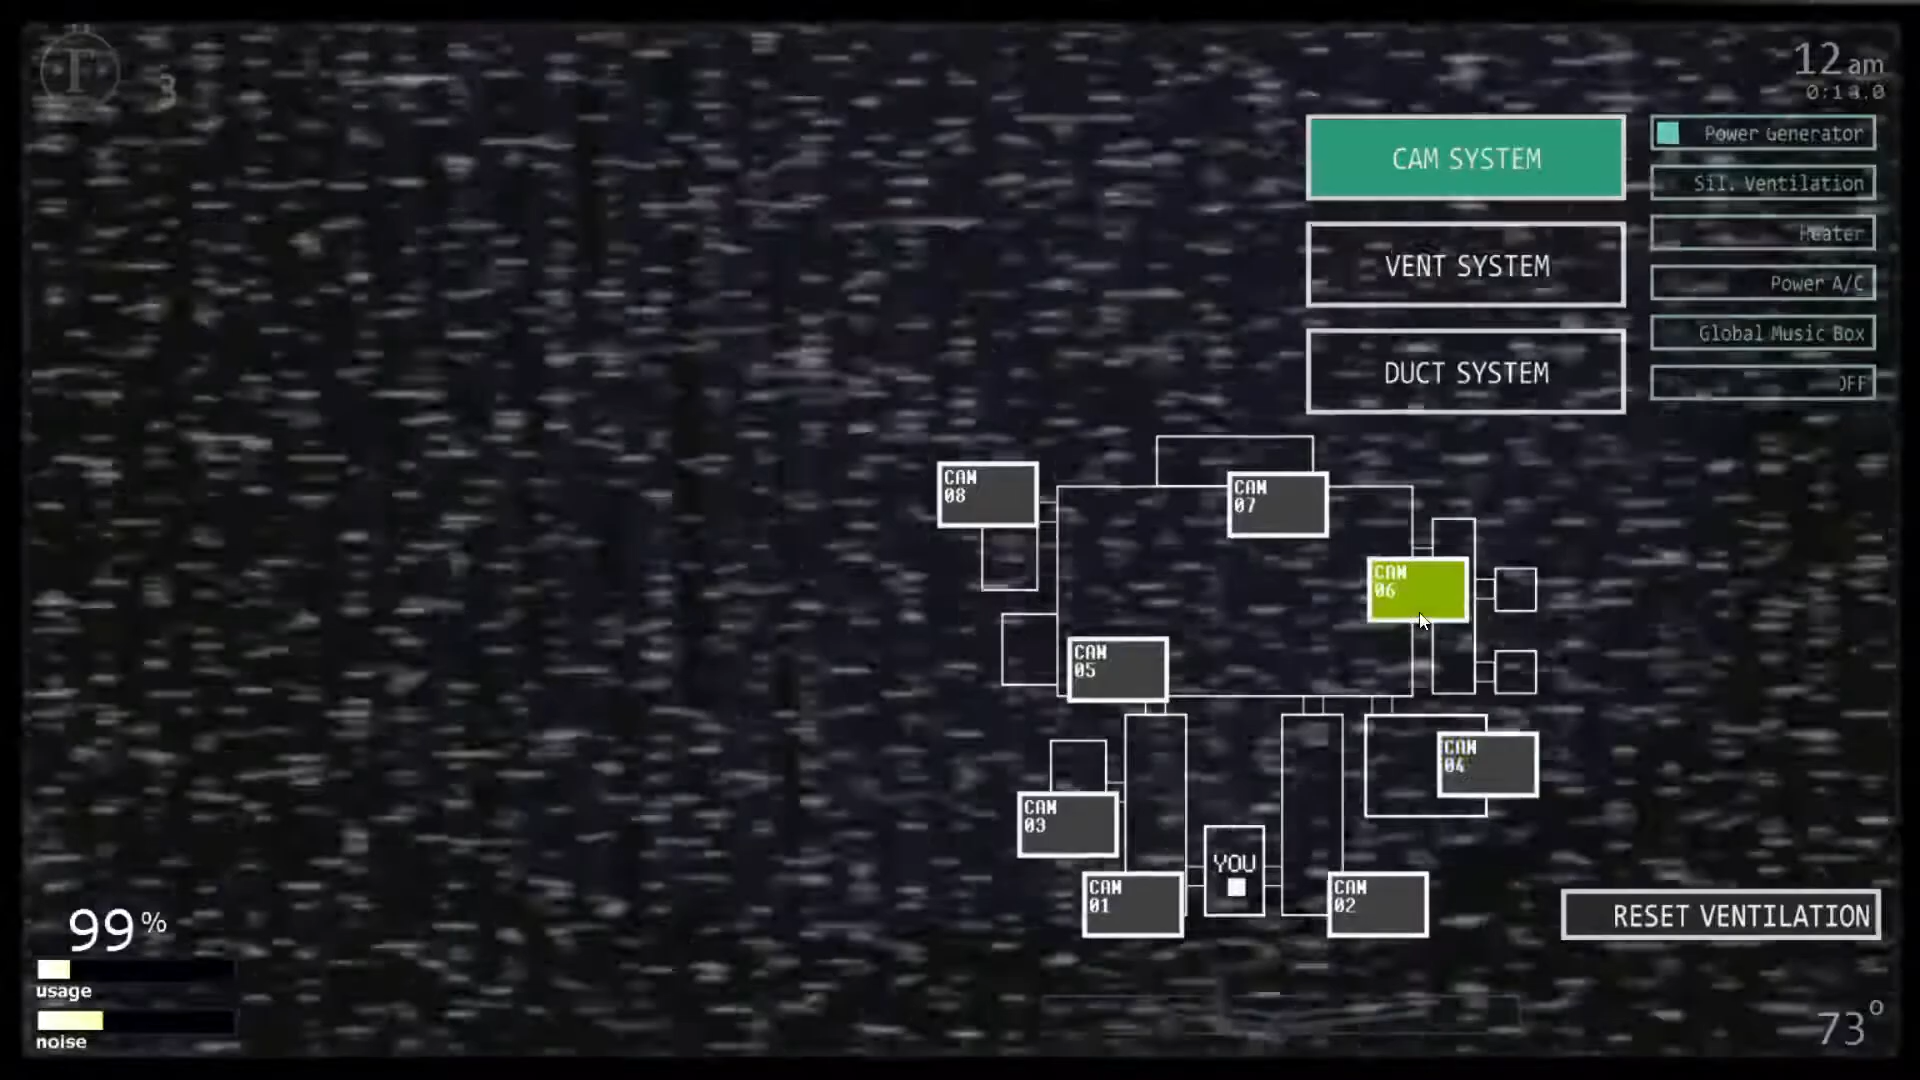 T
3
12 am
CAM SYSTEM
Power Generator
Sil. Ventilation
VENT SYSTEM
Heater
Power A/C
Global Music Box
DUCT SYSTEM
OFF
CAM
08
CAM
07
CAM
06
CAM
05
CAM
04
CAM
03
YOU
CAM
01
CAM
02
RESET VENTILATION
99%
usage
noise
73°